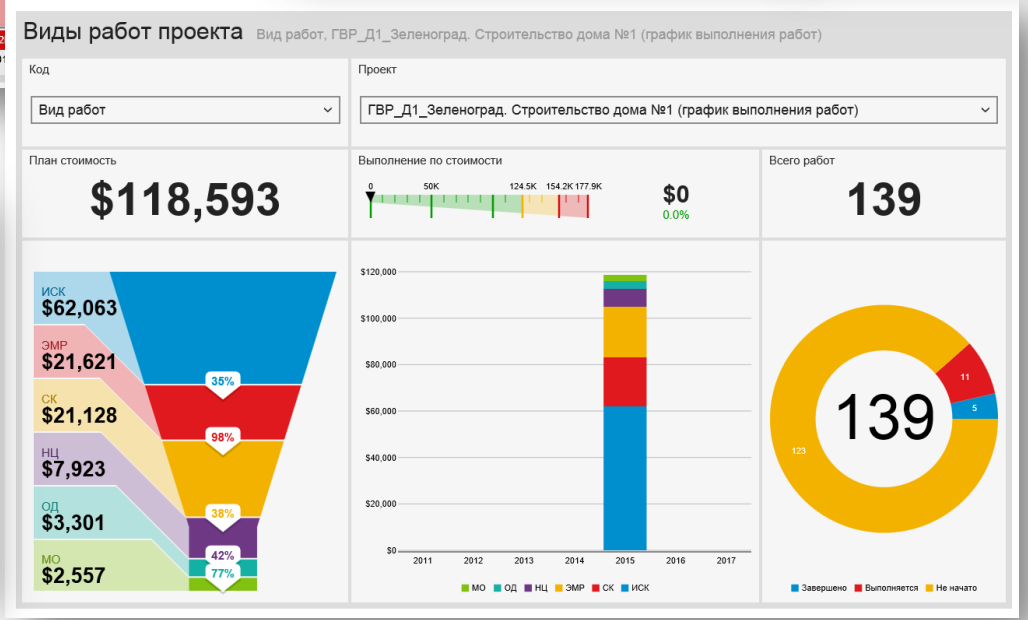 Виды работ проекта Вид работ, ГВР_Д1_Зеленоград. Строительство дома №1 (график выполнения работ)
Код
Вид работ
Проект
ГВР_Д1_Зеленоград. Строительство дома №1 (график выполнения работ)
План стоимость
$118,593
Выполнение по стоимости
0 50K 124.5K 154.2K 177.9K
$0
0.0%
Всего работ
139
ИСК
$62,063
ЭМР
$21,621
СК
$21,128
НЦ
$7,923
ОД
$3,301
МО
$2,557
35%
98%
38%
42%
77%
$120,000
$100,000
$80,000
$60,000
$40,000
$20,000
$0
2011 2012 2013 2014 2015 2016 2017
МО ОД НЦ ЭМР СК ИСК
11
5
139
123
Завершено Выполняется Не начато